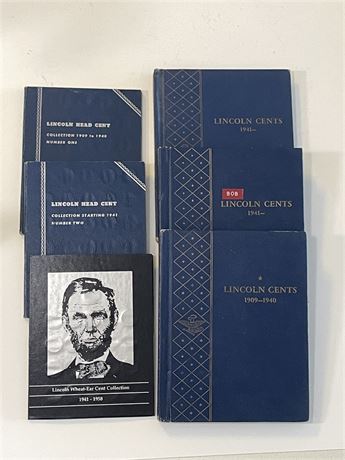 LINCOLN HEAD CENT
COLLECTION 1909 to 1940
NUMBER ONE
LINCOLN HEAD CENT
COLLECTION STARTING 1941
NUMBER TWO
Lincoln Wheat-Ear Cent Collection
1941 - 1958
LINCOLN CENTS
1941—
BOB
LINCOLN CENTS
1941—
LINCOLN CENTS
1909—1940